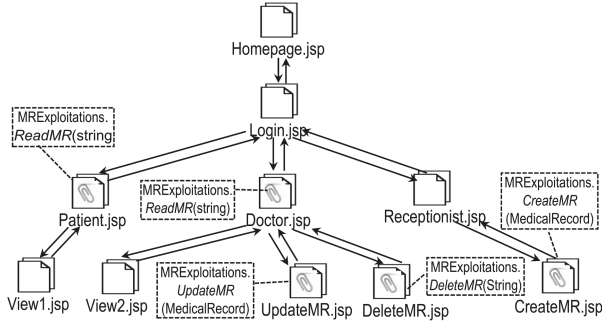 Homepage.jsp
Login.jsp
MRExploitations.
ReadMR(string
Patient.jsp
MRExploitations.
ReadMR(string)
Doctor.jsp
Receptionist.jsp
MRExploitations.
CreateMR
(MedicalRecord)
View1.jsp
View2.jsp
MRExploitations.
UpdateMR
(MedicalRecord)
UpdateMR.jsp
DeleteMR.jsp
MRExploitations.
DeleteMR(String)
CreateMR.jsp